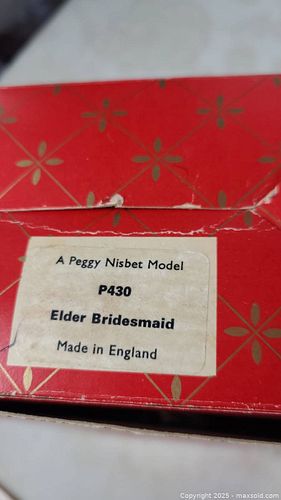 A Peggy Nisbet Model
P430
Elder Bridesmaid
Made in England
Copyright © 2025 - maxsold.com